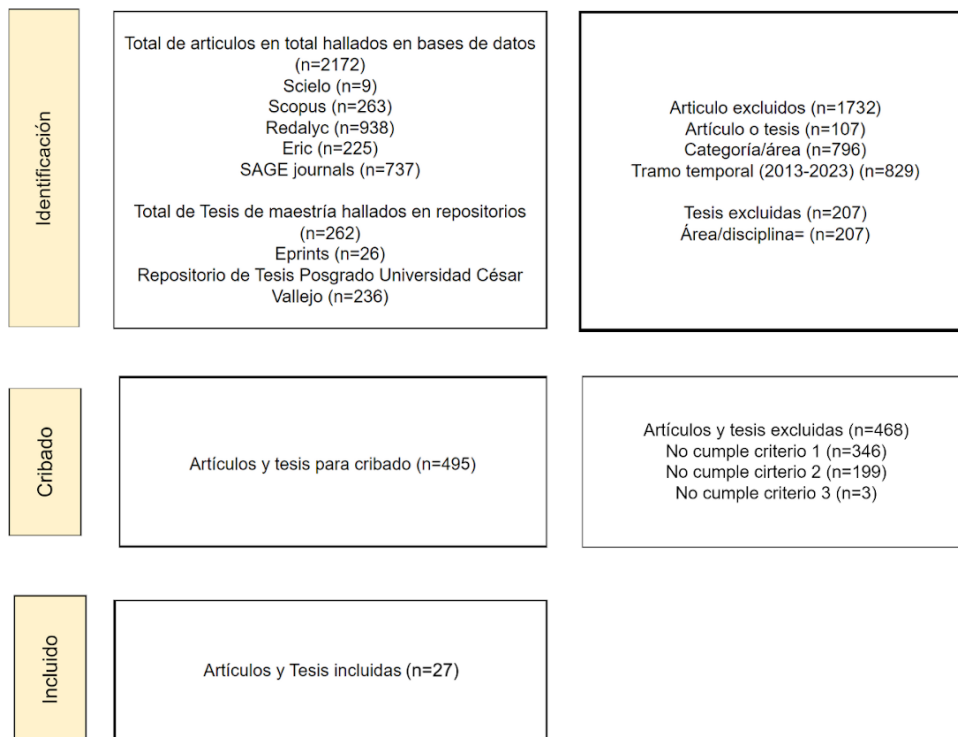 Identificación
Total de articulos en total hallados en bases de datos
(n=2172)
Scielo (n=9)
Scopus (n=263)
Redalyc (n=938)
Eric (n=225)
SAGE journals (n=737)
Total de Tesis de maestría hallados en repositorios
(n=262)
Eprints (n=26)
Repositorio de Tesis Posgrado Universidad César
Vallejo (n=236)
Articulo excluidos (n=1732)
Artículo o tesis (n=107)
Categoría/área (n=796)
Tramo temporal (2013-2023) (n=829)
Tesis excluidas (n=207)
Área/disciplina= (n=207)
Cribado
Artículos y tesis para cribado (n=495)
Artículos y tesis excluidas (n=468)
No cumple criterio 1 (n=346)
No cumple cirterio 2 (n=199)
No cumple criterio 3 (n=3)
Incluido
Artículos y Tesis incluidas (n=27)